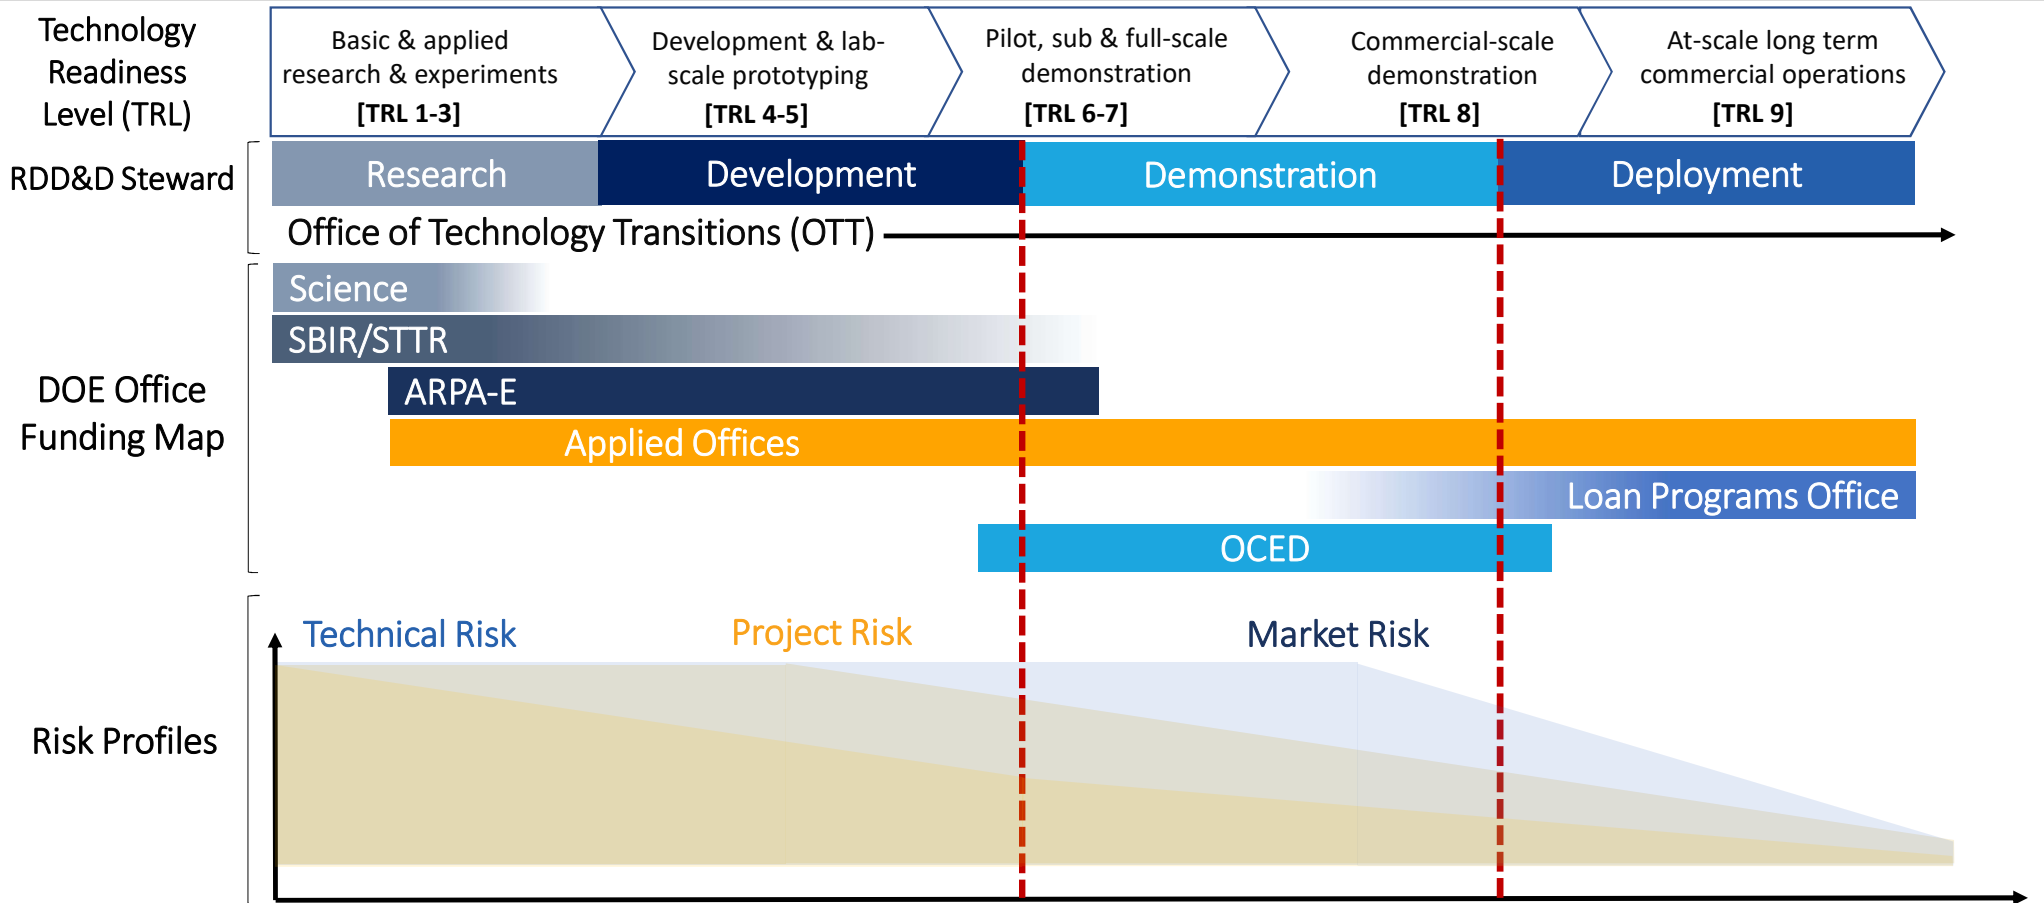 Technology
Readiness
Level (TRL)
Basic & applied
research & experiments
[TRL 1-3]
Development & lab-
scale prototyping
[TRL 4-5]
Pilot, sub & full-scale
demonstration
[TRL 6-7]
Commercial-scale
demonstration
[TRL 8]
At-scale long term
commercial operations
[TRL 9]
RDD&D Steward
Research
Development
Demonstration
Deployment
Office of Technology Transitions (OTT)
DOE Office
Funding Map
Science
SBIR/STTR
ARPA-E
Applied Offices
Loan Programs Office
OCED
Risk Profiles
Technical Risk
Project Risk
Market Risk